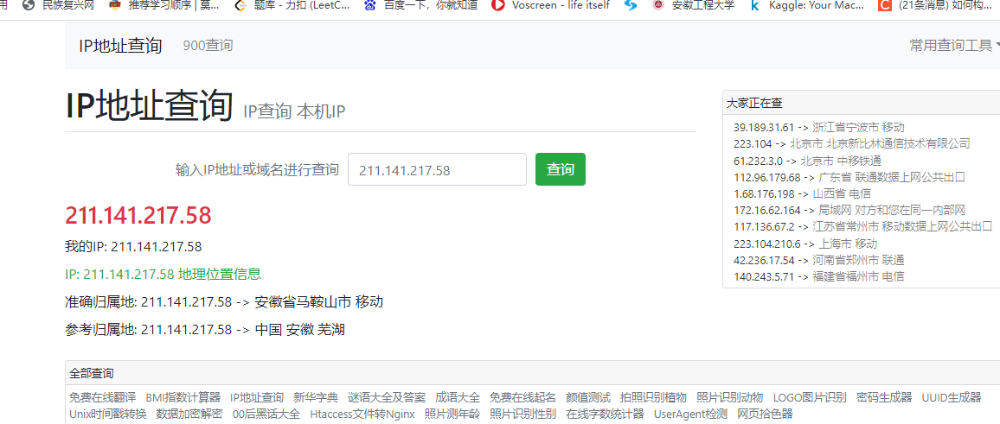 用 民族复兴网 推荐学习顺序 | 莫... 题库 - 力扣 (LeetC... 百度一下，你就知道 Voscreen - life itself 安徽工程大学 Kaggle: Your Mac... (21条消息) 如何构...
IP地址查询 900查询 常用查询工具
IP地址查询 IP查询 本机IP
输入IP地址或域名进行查询 211.141.217.58 查询
211.141.217.58
我的IP: 211.141.217.58
IP: 211.141.217.58 地理位置信息
准确归属地: 211.141.217.58 -> 安徽省马鞍山市 移动
参考归属地: 211.141.217.58 -> 中国 安徽 芜湖
大家正在查
39.189.31.61 -> 浙江省宁波市 移动
223.104 -> 北京市 北京新比林通信技术有限公司
61.232.3.0 -> 北京市 中移铁通
112.96.179.68 -> 广东省 联通数据上网公共出口
1.68.176.198 -> 山西省 电信
172.16.62.164 -> 局域网 对方和您在同一内部网
117.136.67.2 -> 江苏省常州市 移动数据上网公共出口
223.104.210.6 -> 上海市 移动
42.236.17.54 -> 河南省郑州市 联通
140.243.5.71 -> 福建省福州市 电信
全部查询
免费在线翻译 BMI指数计算器 IP地址查询 新华字典 谜语大全及答案 成语大全 免费在线起名 颜值测试 拍照识别植物 照片识别动物 LOGO图片识别 密码生成器 UUID生成器
Unix时间戳转换 数据加密解密 00后黑话大全 Htaccess文件转Nginx 照片测年龄 照片识别性别 在线字数统计器 UserAgent检测 网页拾色器